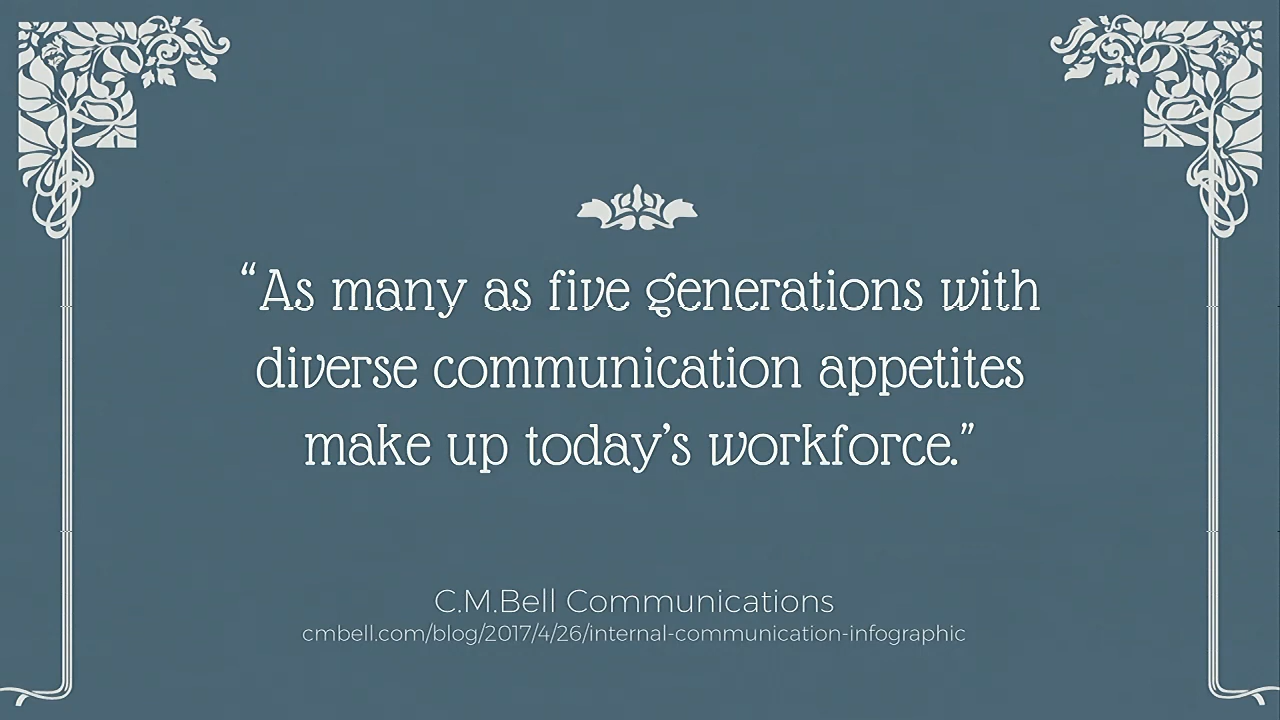 “As many as five generations with
diverse communication appetites
make up today’s workforce.”
C.M.Bell Communications
cmbell.com/blog/2017/4/26/internal-communication-infographic